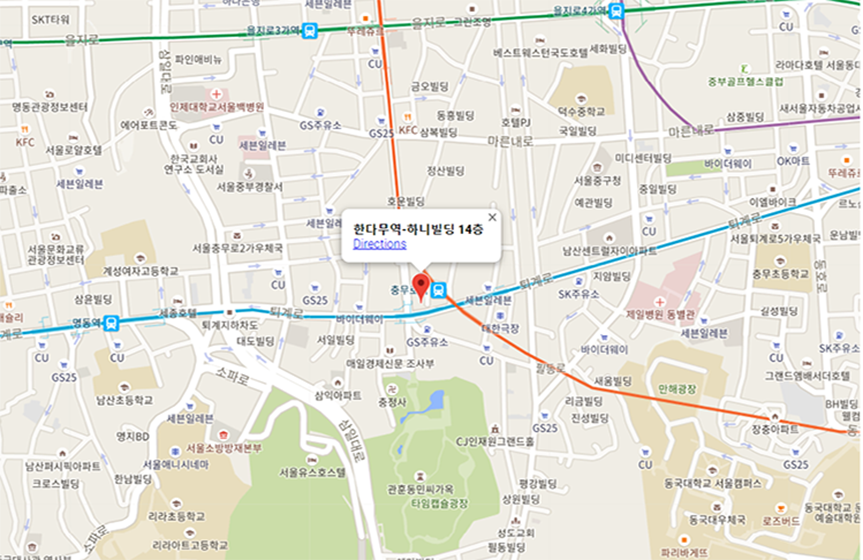 SKT타워
세븐일레븐
을지로4가역
을지로3가역
뚜레쥬르
을지로
그린조명
을지로
CU
CU
삼일대로
파인애비뉴
베스트웨스턴국도호텔
세화빌딩
라마다호텔
명동관광정보센터
인제대학교서울백병원
금오빌딩
중부골프헬스클럽
덕수중학교
새서울자동차공업사
KFC
에어포트콘도
GS주유소
동흥빌딩
호텔PJ
삼중빌딩
GS25
KFC
삼복빌딩
국일빌딩
마른내로
서울로얄호텔
CU
세븐일레븐
마른내로
한국교회사
연구소 도서실
미디센터빌딩
바이더웨이
OK마트
세븐일레븐
서울중부경찰서
정산빌딩
서울중구청
중일빌딩
뚜레쥬르
호운빌딩
예관빌딩
이엘바이크
세븐일레븐
한다무역-하니빌딩 14층
Directions
퇴계로
서울문화교류
관광정보센터
서울충무로2가우체국
남산센트럴자이아파트
서울퇴계로5가우체국
계성여자고등학교
지암빌딩
충무초등학교
동호로
CU
GS25
세븐일레븐
퇴계로
SK주유소
삼윤빌딩
세종호텔
퇴계로
바이더웨이
제일병원 동별관
길성빌딩
명동역
퇴계지하차도
대한극장
세븐일레븐
CU
CU
대도빌딩
서일빌딩
GS주유소
바이더웨이
SK주유소
GS25
매일경제신문 조사부
CU
CU
소파로
필동로
그랜드엠배서더호텔
남산초등학교
삼익아파트
충정사
새움빌딩
만해광장
리금빌딩
세븐일레븐
BH빌딩
명지BD
삼일대로
진성빌딩
장충아파트
서울소방방재본부
GS25
CJ인재원그랜드홀
남산퍼시픽아파트
서울애니시네마
서울유스호스텔
CU
GS25
크로스빌딩
한남빌딩
관훈동민씨가옥
타임캡슐광장
팽강빌딩
동국대학교 서울캠퍼스
상원빌딩
리라초등학교
동국대우체국
로즈버드
소파로
성도교회
필동빌딩
리라아트고등학교
파리바게뜨